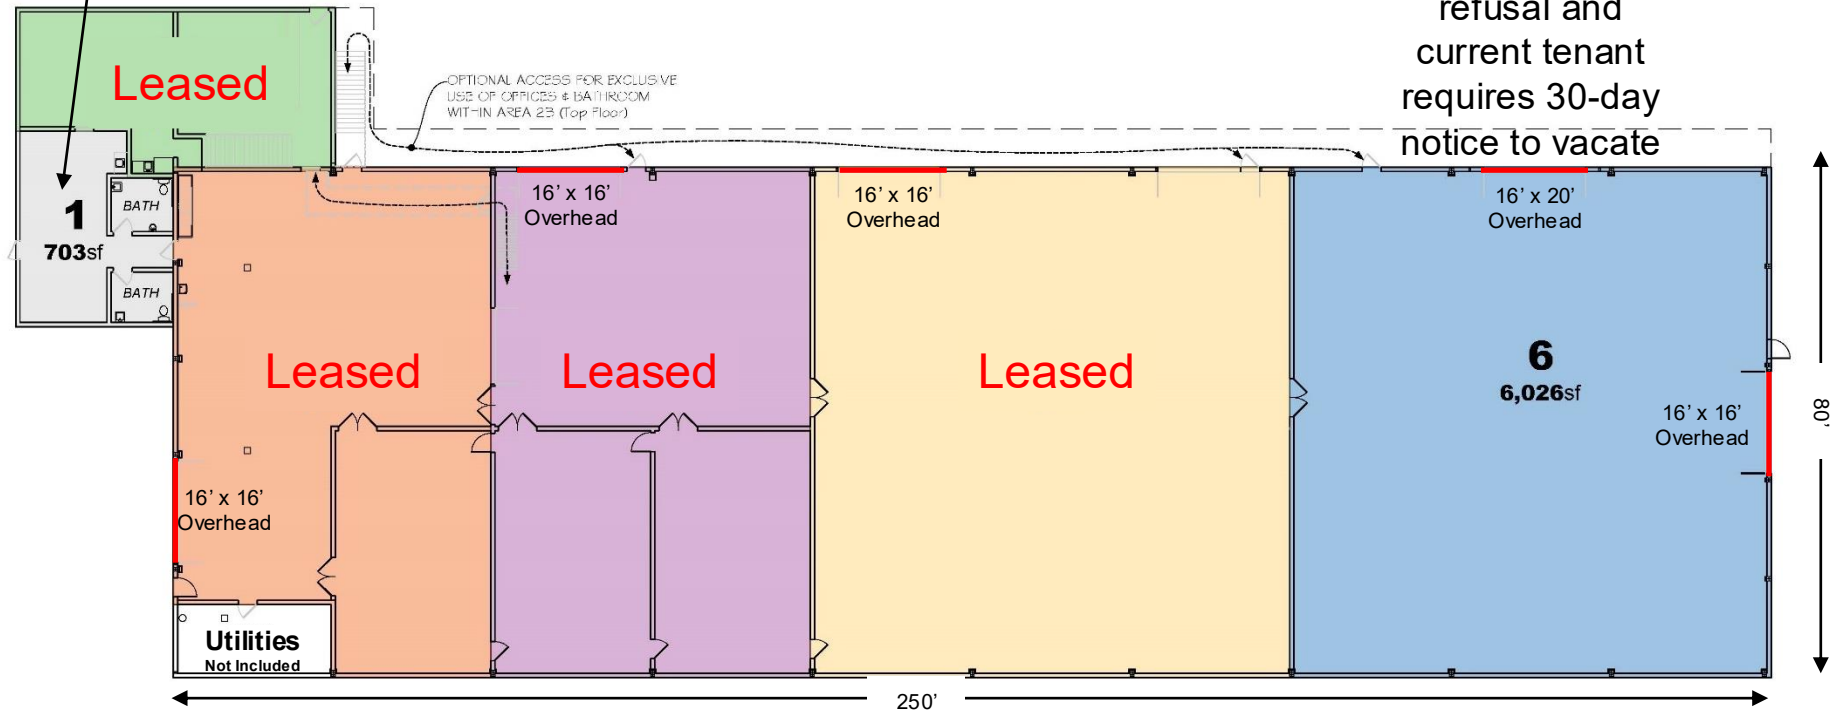 refusal and
current tenant
requires 30-day
notice to vacate
Leased
OPTIONAL ACCESS FOR EXCLUSIVE
USE OF OFFICES & BATHROOM
WITHIN AREA 2B (Top Floor)
16' x 16'
Overhead
16' x 16'
Overhead
16' x 20'
Overhead
1
703sf
BATH
BATH
Leased
Leased
Leased
6
6,026sf
16' x 16'
Overhead
80'
16' x 16'
Overhead
Utilities
Not Included
250'